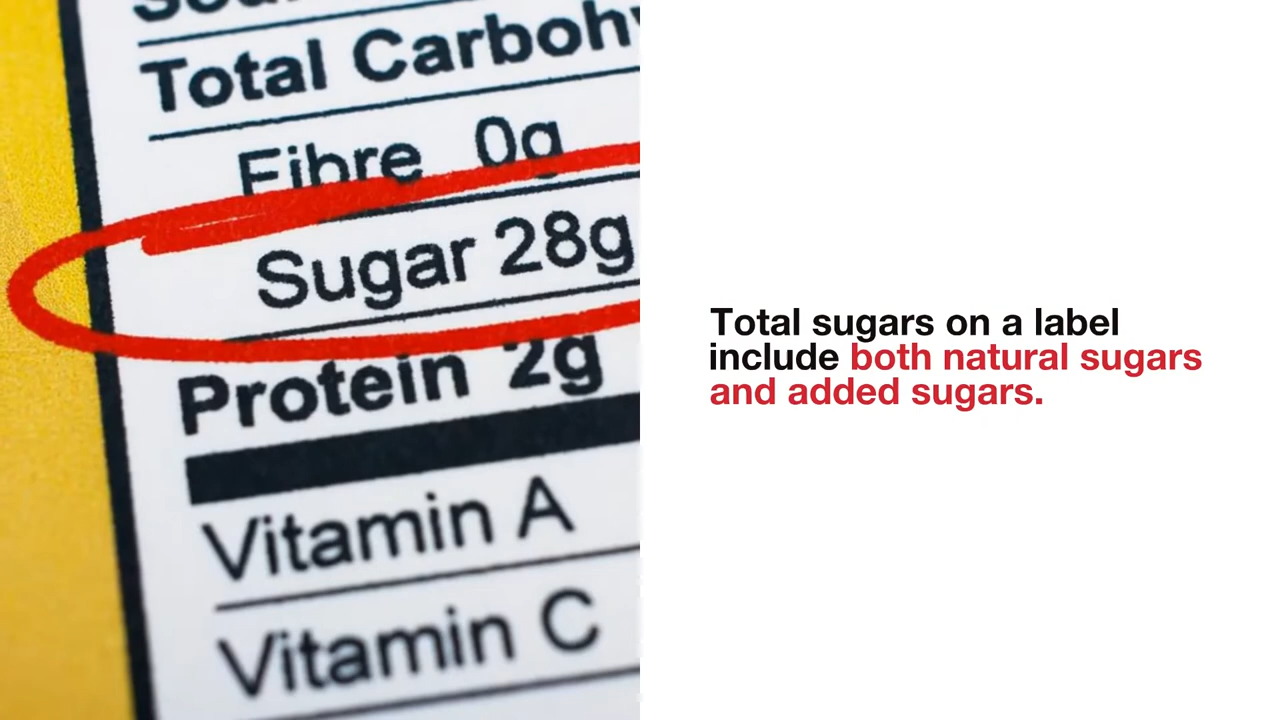 Total Carbohy
Fibre 0g
Sugar 28g
Protein 2g
Vitamin A
Vitamin C
Total sugars on a label
include both natural sugars
and added sugars.